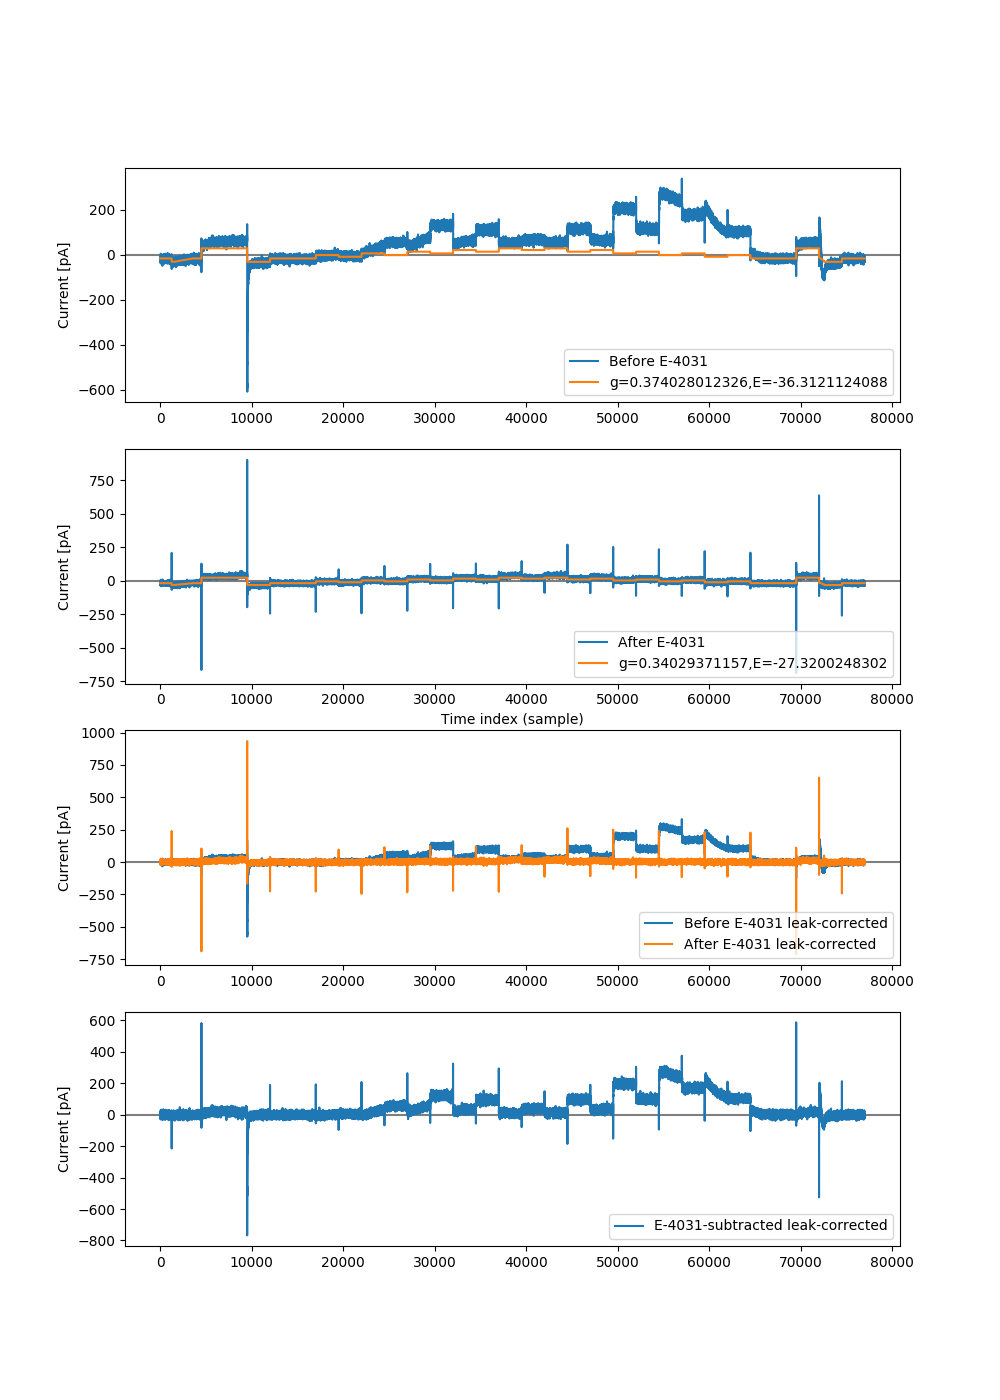 200
0
−200
−400
−600
Current [pA]
Before E-4031
g=0.374028012326,E=-36.3121124088
0 10000 20000 30000 40000 50000 60000 70000 80000
750
500
250
0
−250
−500
−750
Current [pA]
After E-4031
g=0.34029371157,E=-27.3200248302
0 10000 20000 30000 40000 50000 60000 70000 80000
Time index (sample)
1000
750
500
250
0
−250
−500
−750
Current [pA]
Before E-4031 leak-corrected
After E-4031 leak-corrected
0 10000 20000 30000 40000 50000 60000 70000 80000
600
400
200
0
−200
−400
−600
−800
Current [pA]
E-4031-subtracted leak-corrected
0 10000 20000 30000 40000 50000 60000 70000 80000